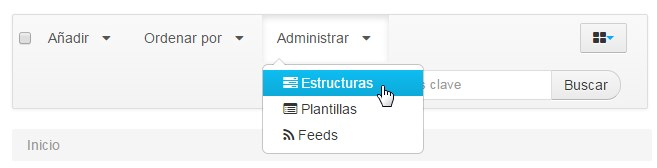 Añadir Ordenar por Administrar
Estructuras
s clave Buscar
Plantillas
Feeds
Inicio